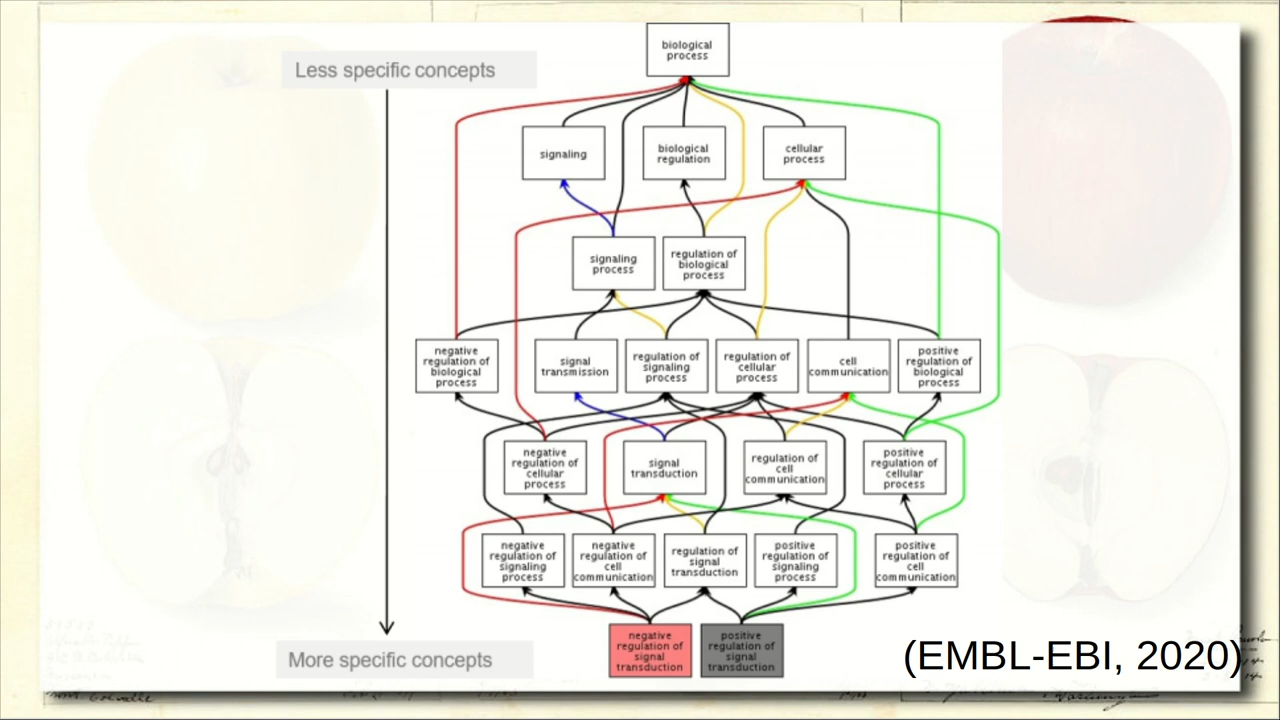 biological
process
Less specific concepts
signaling
biological
regulation
cellular
process
signaling
process
regulation of
biological
process
negative
regulation of
biological
process
signal
transmission
regulation of
signaling
process
regulation of
cellular
process
cell
communication
positive
regulation of
biological
process
negative
regulation of
cellular
process
signal
transduction
regulation of
cell
communication
positive
regulation of
cellular
process
negative
regulation of
signaling
process
negative
regulation of
cell
communication
regulation of
signal
transduction
positive
regulation of
signaling
process
positive
regulation of
cell
communication
negative
regulation of
signal
transduction
positive
regulation of
signal
transduction
More specific concepts
(EMBL-EBI, 2020)